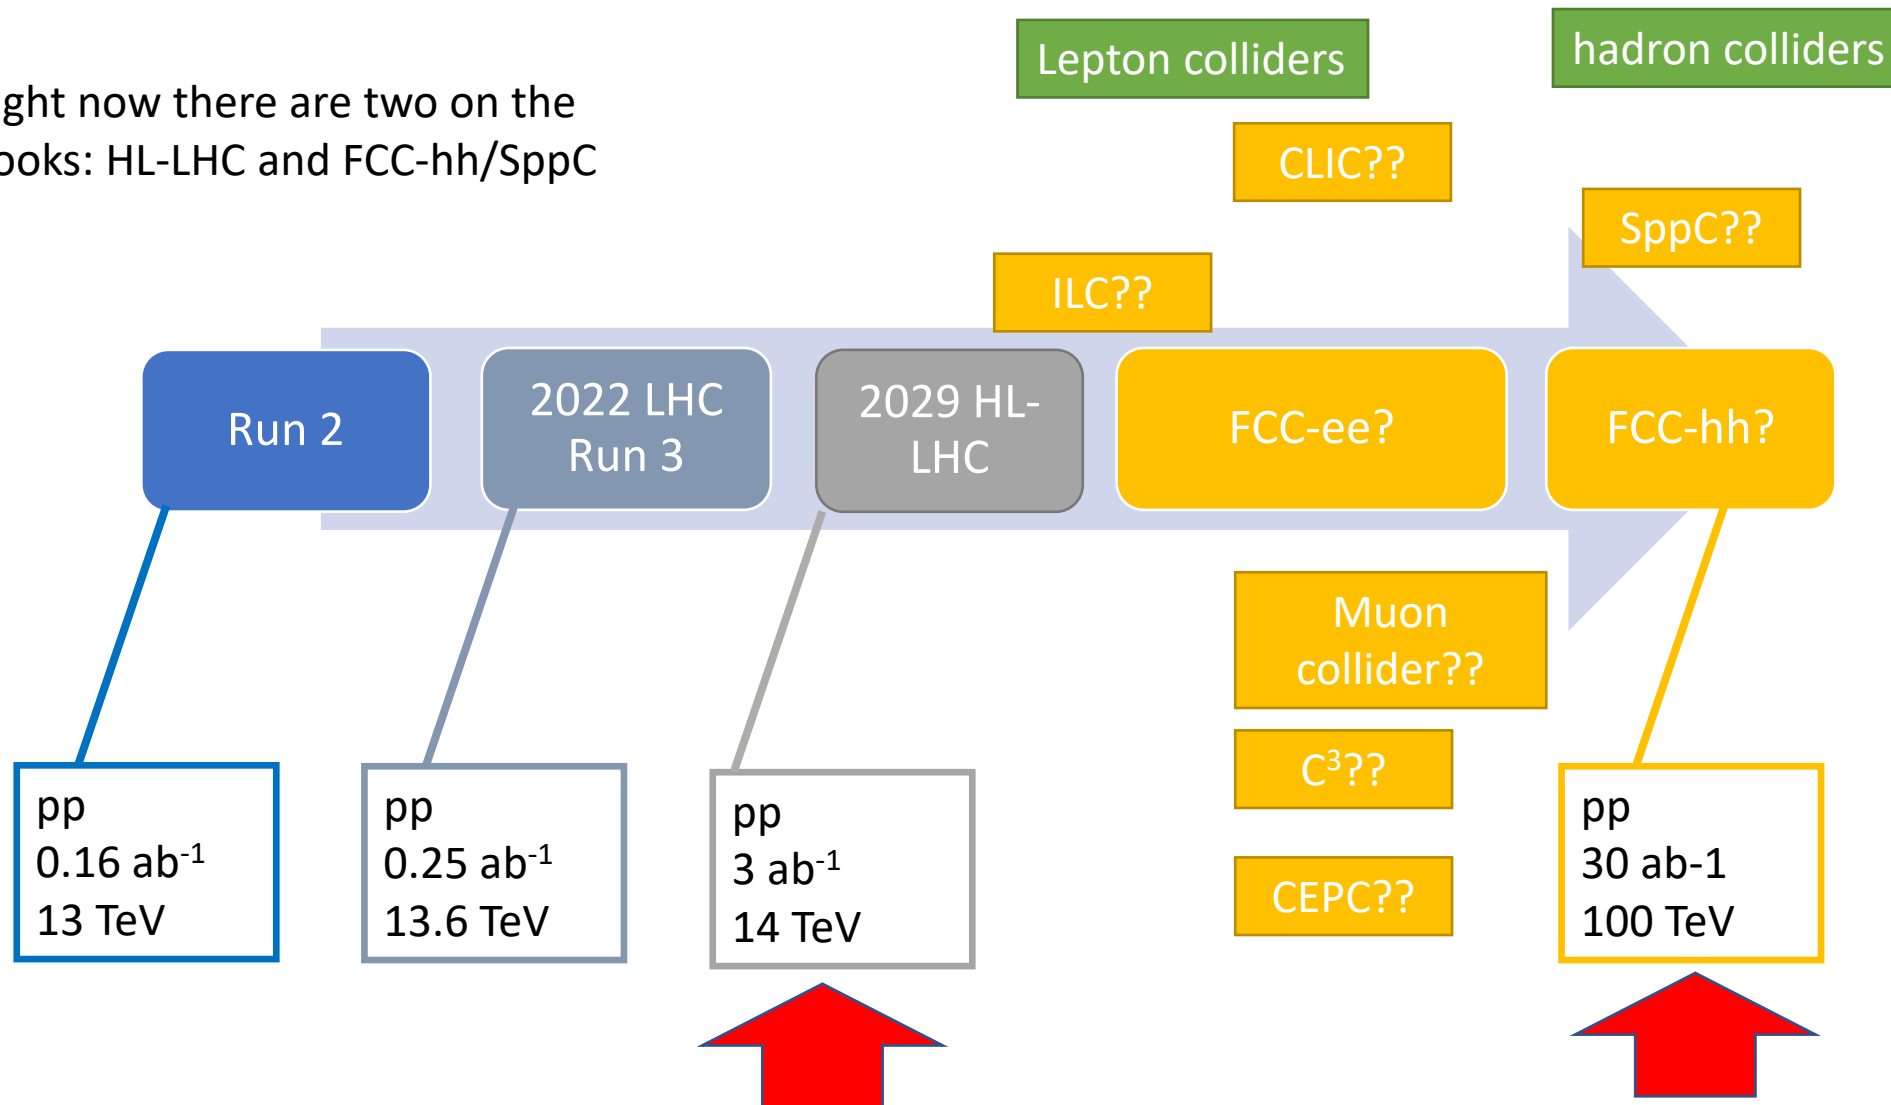 Lepton colliders
hadron colliders
ght now there are two on the
ooks: HL-LHC and FCC-hh/SppC
CLIC??
SppC??
ILC??
Run 2
2022 LHC
Run 3
2029 HL-
LHC
FCC-ee?
FCC-hh?
Muon
collider??
C³??
CEPC??
pp
0.16 ab⁻¹
13 TeV
pp
0.25 ab⁻¹
13.6 TeV
pp
3 ab⁻¹
14 TeV
pp
30 ab-1
100 TeV